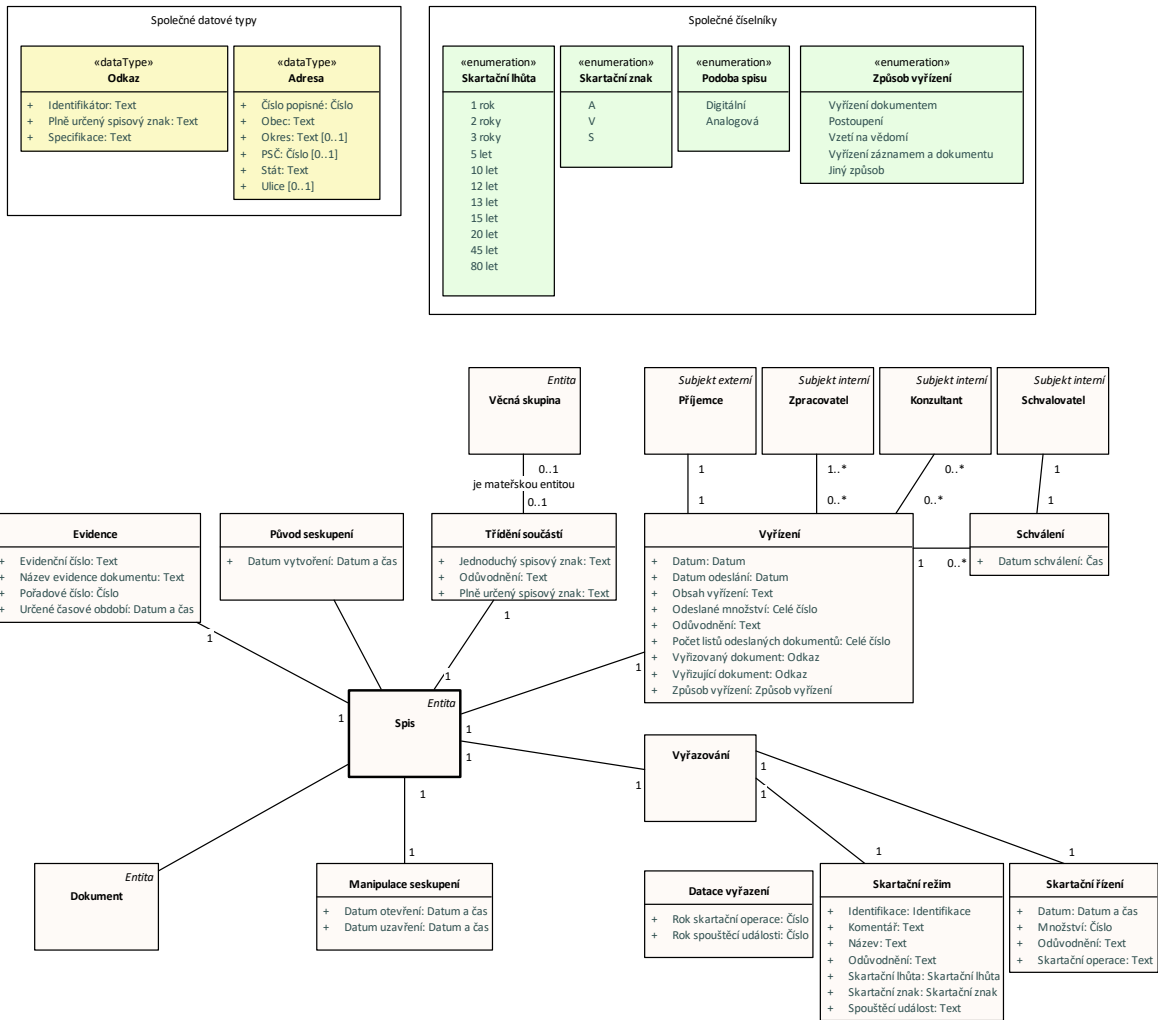 Společné datové typy
«dataType»
Odkaz
+ Identifikátor: Text
+ Plně určený spisový znak: Text
+ Specifikace: Text
«dataType»
Adresa
+ Číslo popisné: Číslo
+ Obec: Text
+ Okres: Text [0..1]
+ PSČ: Číslo [0..1]
+ Stát: Text
+ Ulice [0..1]
Společné číselníky
«enumeration»
Skartační lhůta
1 rok
2 roky
3 roky
5 let
10 let
12 let
13 let
15 let
20 let
45 let
80 let
«enumeration»
Skartační znak
A
V
S
«enumeration»
Podoba spisu
Digitální
Analogová
«enumeration»
Způsob vyřízení
Vyřízení dokumentem
Postoupení
Vzetí na vědomí
Vyřízení záznamem a dokumentu
Jiný způsob
Entita
Věcná skupina
Subjekt externí
Příjemce
Subjekt interní
Zpracovatel
Subjekt interní
Konzultant
Subjekt interní
Schvalovatel
0..1
je mateřskou entitou
0..1
1
1
1..*
0..*
0..*
0..*
1
1
Evidence
+ Evidenční číslo: Text
+ Název evidence dokumentu: Text
+ Pořadové číslo: Číslo
+ Určené časové období: Datum a čas
Původ seskupení
+ Datum vytvoření: Datum a čas
Třídění součástí
+ Jednoduchý spisový znak: Text
+ Odůvodnění: Text
+ Plně určený spisový znak: Text
Vyřízení
+ Datum: Datum
+ Datum odeslání: Datum
+ Obsah vyřízení: Text
+ Odeslané množství: Celé číslo
+ Odůvodnění: Text
+ Počet listů odeslaných dokumentů: Celé číslo
+ Vyřizovaný dokument: Odkaz
+ Vyřizující dokument: Odkaz
+ Způsob vyřízení: Způsob vyřízení
1 0..*
Schválení
+ Datum schválení: Čas
1
1
1
1
1
1
1
1
Entita
Spis
Vyřazování
1
1
1
1
Entita
Dokument
Manipulace seskupení
+ Datum otevření: Datum a čas
+ Datum uzavření: Datum a čas
Datace vyřazení
+ Rok skartační operace: Číslo
+ Rok spouštěcí události: Číslo
1
Skartační režim
+ Identifikace: Identifikace
+ Komentář: Text
+ Název: Text
+ Odůvodnění: Text
+ Skartační lhůta: Skartační lhůta
+ Skartační znak: Skartační znak
+ Spouštěcí událost: Text
1
Skartační řízení
+ Datum: Datum a čas
+ Množství: Číslo
+ Odůvodnění: Text
+ Skartační operace: Text